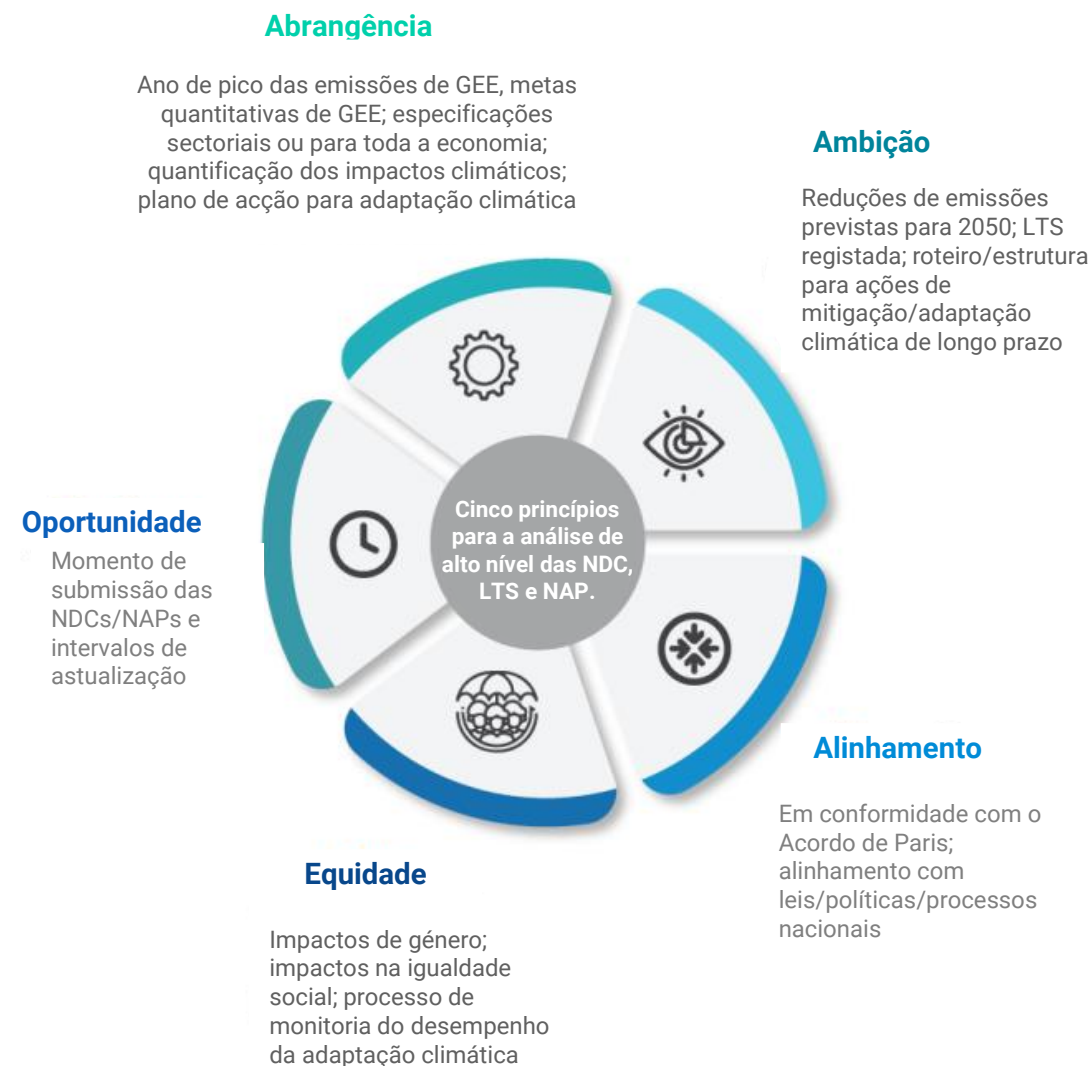 Abrangência
Ano de pico das emissões de GEE, metas
quantitativas de GEE; especificações
sectoriais ou para toda a economia;
quantificação dos impactos climáticos;
plano de acção para adaptação climática
Ambição
Reduções de emissões
previstas para 2050; LTS
registada; roteiro/estrutura
para ações de
mitigação/adaptação
climática de longo prazo
Oportunidade
Momento de
submissão das
NDCs/NAPs e
intervalos de
astualização
Cinco princípios
para a análise de
alto nível das NDC,
LTS e NAP.
Alinhamento
Em conformidade com o
Acordo de Paris;
alinhamento com
leis/políticas/processos
nacionais
Equidade
Impactos de género;
impactos na igualdade
social; processo de
monitoria do desempenho
da adaptação climática